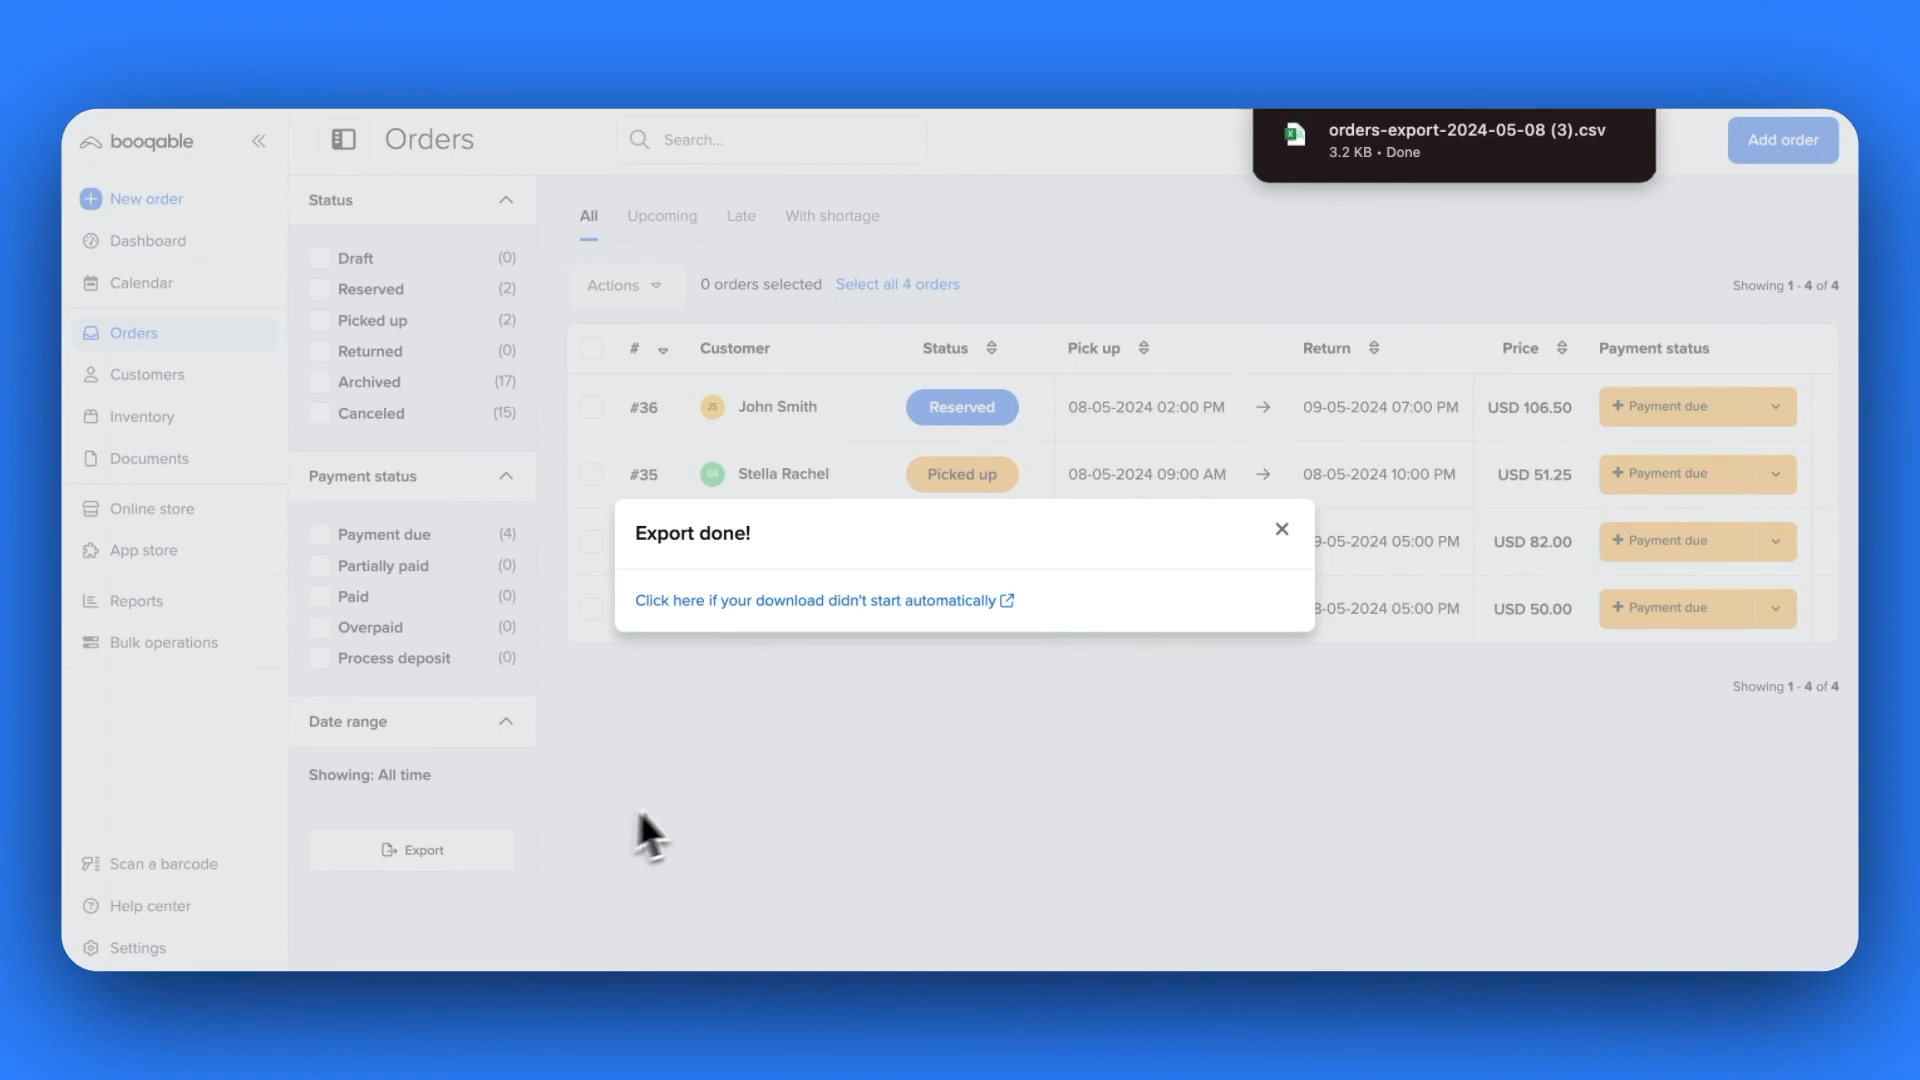 booqable
New order
Dashboard
Calendar
Orders
Customers
Inventory
Documents
Online store
App store
Reports
Bulk operations
Scan a barcode
Help center
Settings
Orders
Search...
orders-export-2024-05-08 (3).csv
3.2 KB • Done
Add order
Status
Draft (0)
Reserved (2)
Picked up (2)
Returned (0)
Archived (17)
Canceled (15)
Payment status
Payment due (4)
Partially paid (0)
Paid (0)
Overpaid (0)
Process deposit (0)
Date range
Showing: All time
Export
All Upcoming Late With shortage
Actions 0 orders selected Select all 4 orders Showing 1 - 4 of 4
# Customer Status Pick up Return Price Payment status
#36 JS John Smith Reserved 08-05-2024 02:00 PM → 09-05-2024 07:00 PM USD 106.50 + Payment due
#35 SR Stella Rachel Picked up 08-05-2024 09:00 AM → 08-05-2024 10:00 PM USD 51.25 + Payment due
Export done!
Click here if your download didn't start automatically
9-05-2024 05:00 PM USD 82.00 + Payment due
8-05-2024 05:00 PM USD 50.00 + Payment due
Showing 1 - 4 of 4